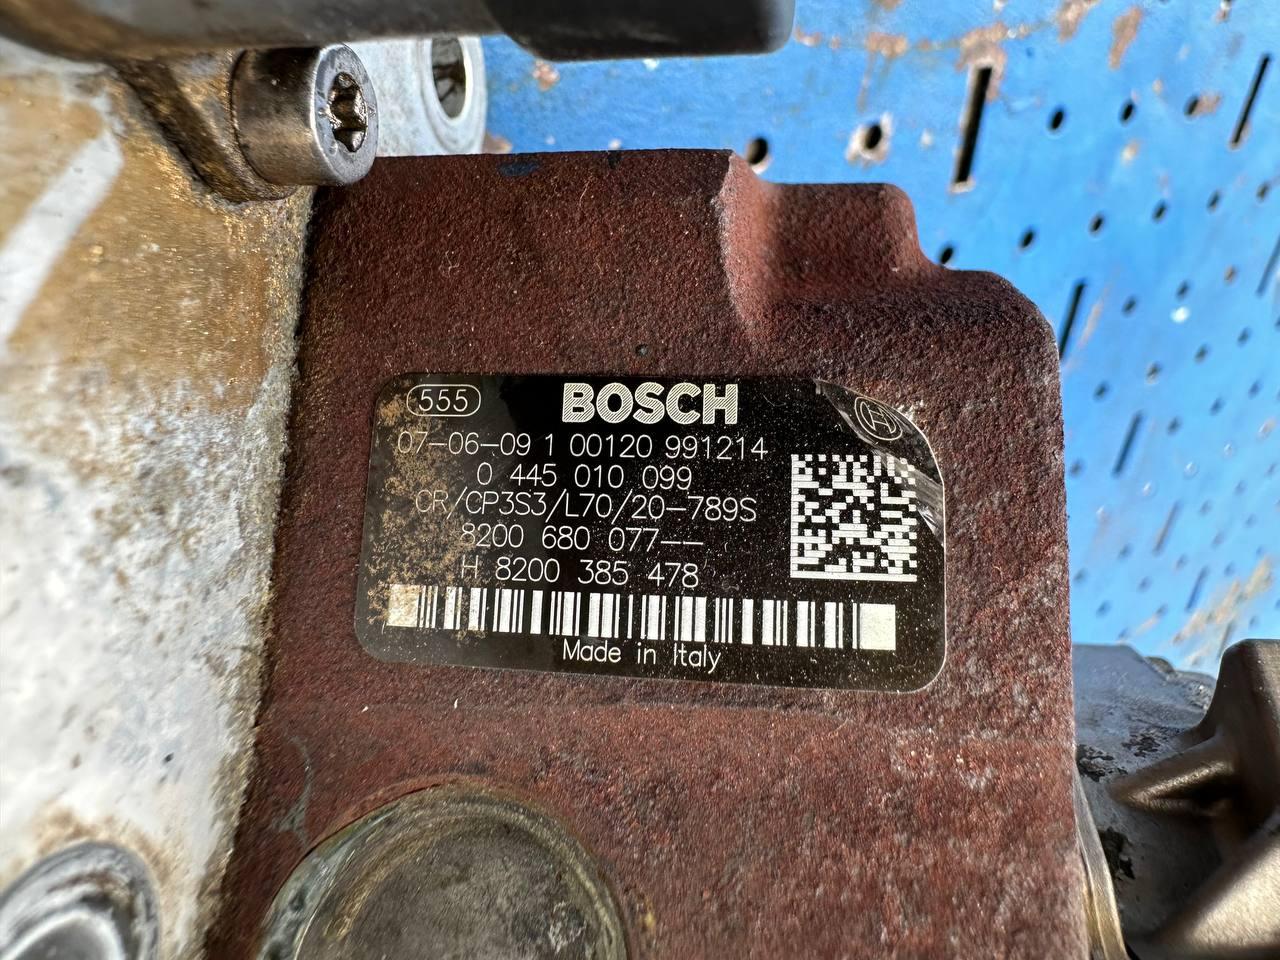 555
BOSCH
07-06-09 1 00120 991214
0 445 010 099
CR/CP3S3/L70/20-789S
8200 680 077--
H 8200 385 478
Made in Italy